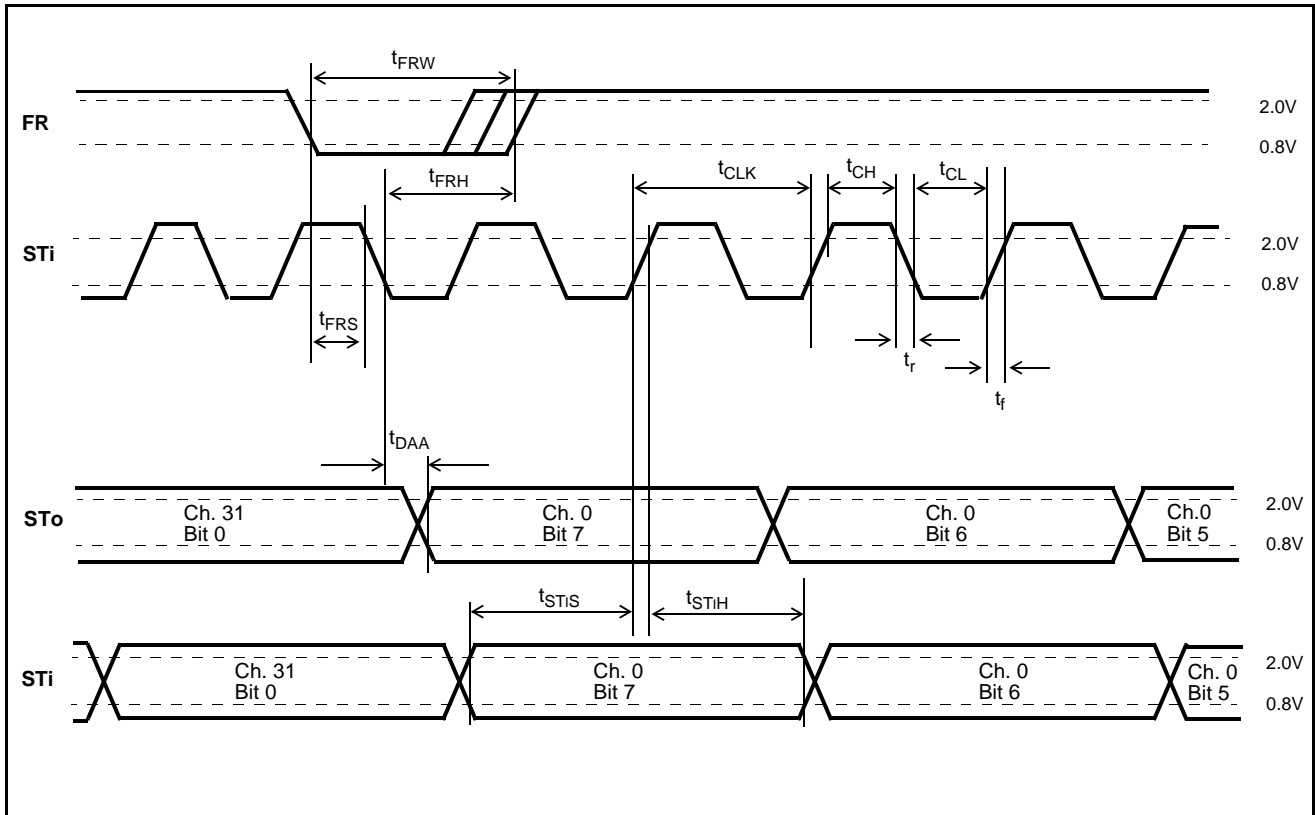 tFRW
FR
2.0V
0.8V
tFRH
tCLK
tCH
tCL
STi
2.0V
0.8V
tFRS
tr
tf
tDAA
STo
Ch. 31
Bit 0
Ch. 0
Bit 7
Ch. 0
Bit 6
Ch.0
Bit 5
2.0V
0.8V
tSTiS
tSTiH
STi
Ch. 31
Bit 0
Ch. 0
Bit 7
Ch. 0
Bit 6
Ch. 0
Bit 5
2.0V
0.8V